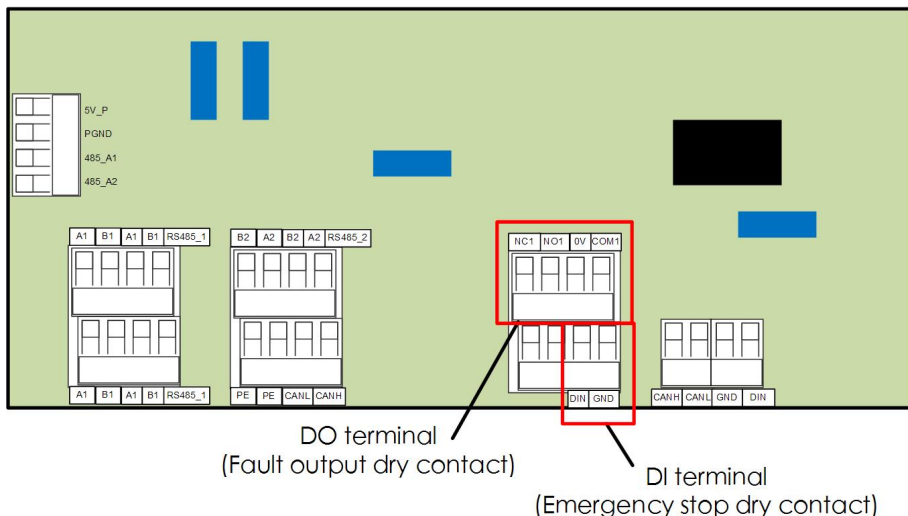 5V_P
PGND
485_A1
485_A2
A1 B1 A1 B1 RS485_1
B2 A2 B2 A2 RS485_2
NC1 NO1 0V COM1
A1 B1 A1 B1 RS485_1
PE PE CANL CANH
DIN GND
CANH CANL GND DIN
DO terminal
(Fault output dry contact)
DI terminal
(Emergency stop dry contact)